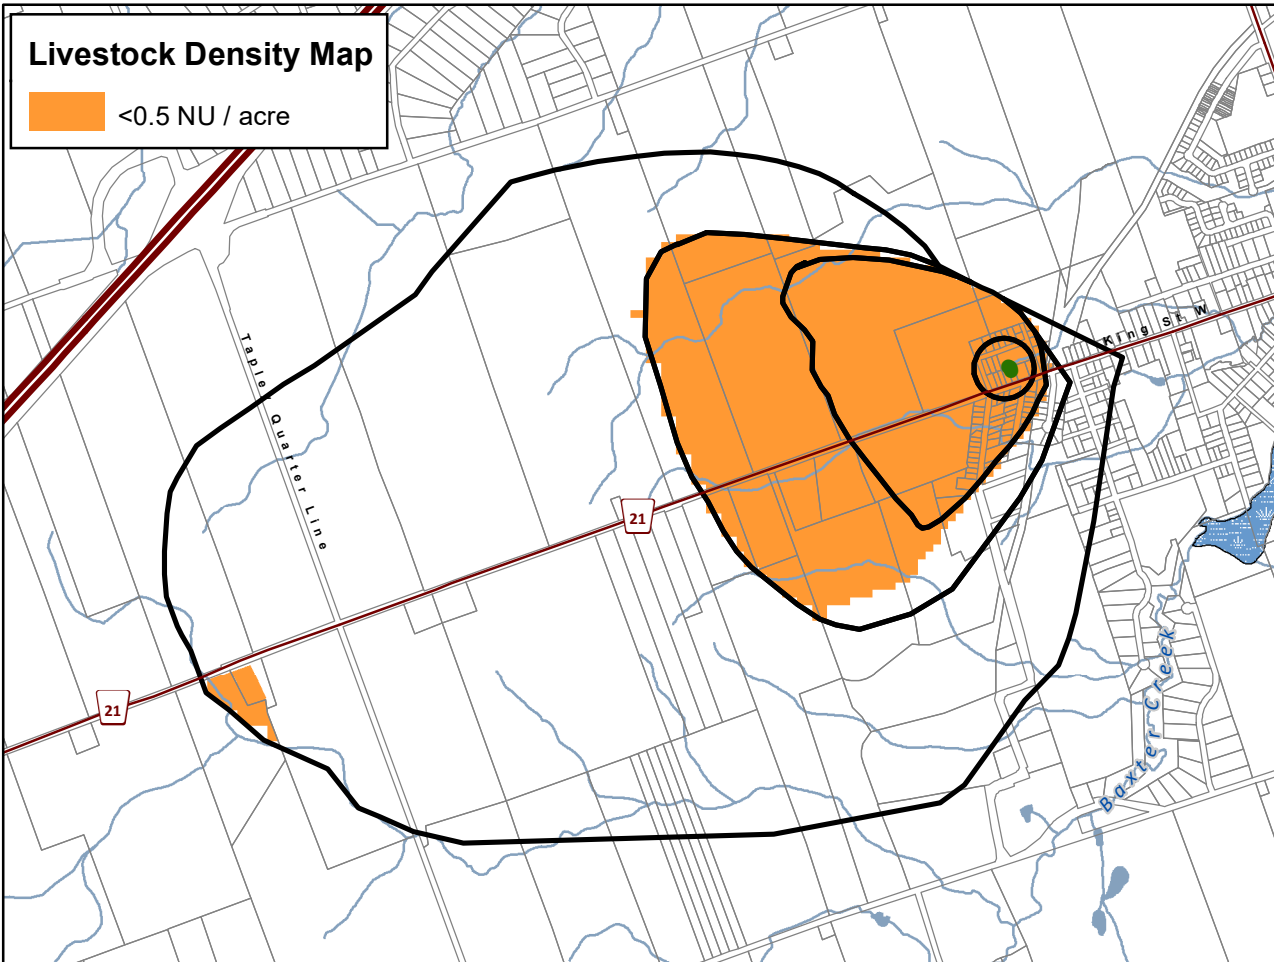 Livestock Density Map
<0.5 NU / acre
King St W
Tapley Quarter Line
21
21
Baxter Creek